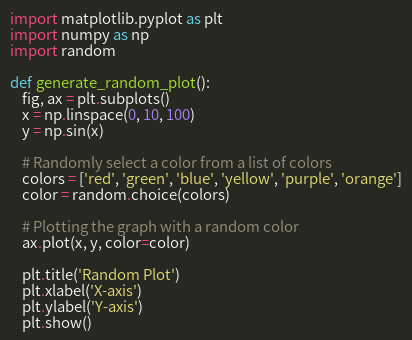 import matplotlib.pyplot as plt
import numpy as np
import random

def generate_random_plot():
    fig, ax = plt.subplots()
    x = np.linspace(0, 10, 100)
    y = np.sin(x)

    # Randomly select a color from a list of colors
    colors = ['red', 'green', 'blue', 'yellow', 'purple', 'orange']
    color = random.choice(colors)

    # Plotting the graph with a random color
    ax.plot(x, y, color=color)

    plt.title('Random Plot')
    plt.xlabel('X-axis')
    plt.ylabel('Y-axis')
    plt.show()